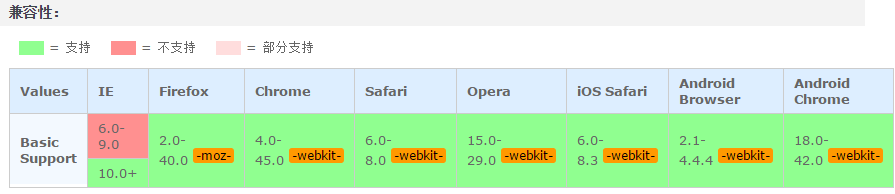 兼容性：
= 支持 = 不支持 = 部分支持
Values IE Firefox Chrome Safari Opera iOS Safari Android Browser Android Chrome
Basic Support
6.0-9.0
10.0+
2.0-40.0 -moz-
4.0-45.0 -webkit-
6.0-8.0 -webkit-
15.0-29.0 -webkit-
6.0-8.3 -webkit-
2.1-4.4.4 -webkit-
18.0-42.0 -webkit-